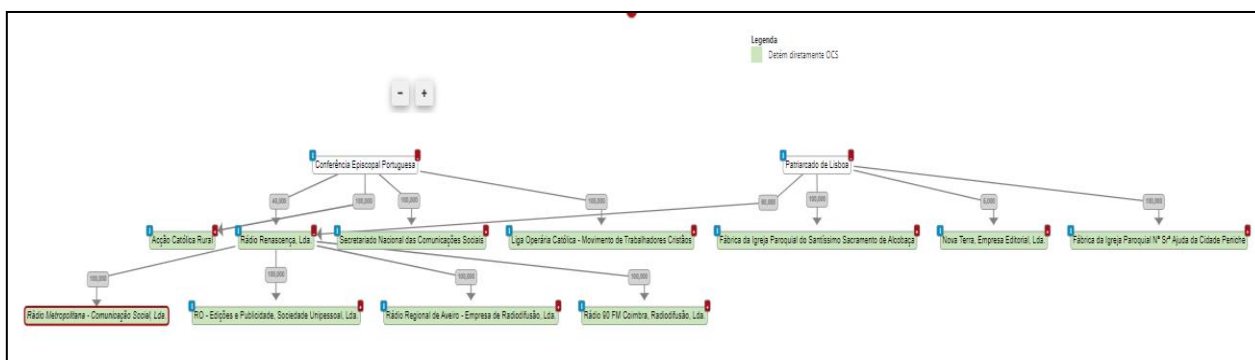 Legenda
Detém diretamente OCS
− +
Conferência Episcopal Portuguesa
Patriarcado de Lisboa
40,000
100,000
100,000
100,000
60,000
100,000
5,000
100,000
Acção Católica Rural
Rádio Renascença, Lda.
Secretariado Nacional das Comunicações Sociais
Liga Operária Católica - Movimento de Trabalhadores Cristãos
Fábrica da Igreja Paroquial do Santíssimo Sacramento de Alcobaça
Nova Terra, Empresa Editorial, Lda.
Fábrica da Igreja Paroquial Nª Srª Ajuda da Cidade Peniche
100,000
100,000
100,000
100,000
Rádio Metropolitana - Comunicação Social, Lda.
RO - Edições e Publicidade, Sociedade Unipessoal, Lda.
Rádio Regional de Aveiro - Empresa de Radiodifusão, Lda.
Rádio 90 FM Coimbra, Radiodifusão, Lda.